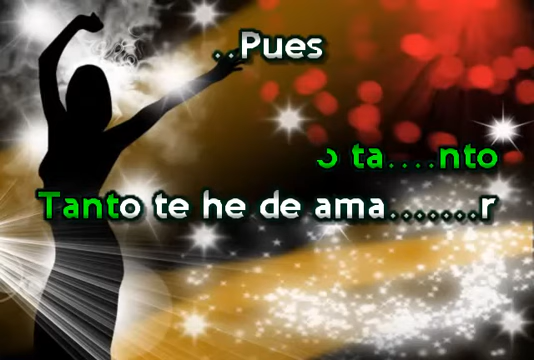 ..Pues
o ta....nto
Tanto te he de ama.......r